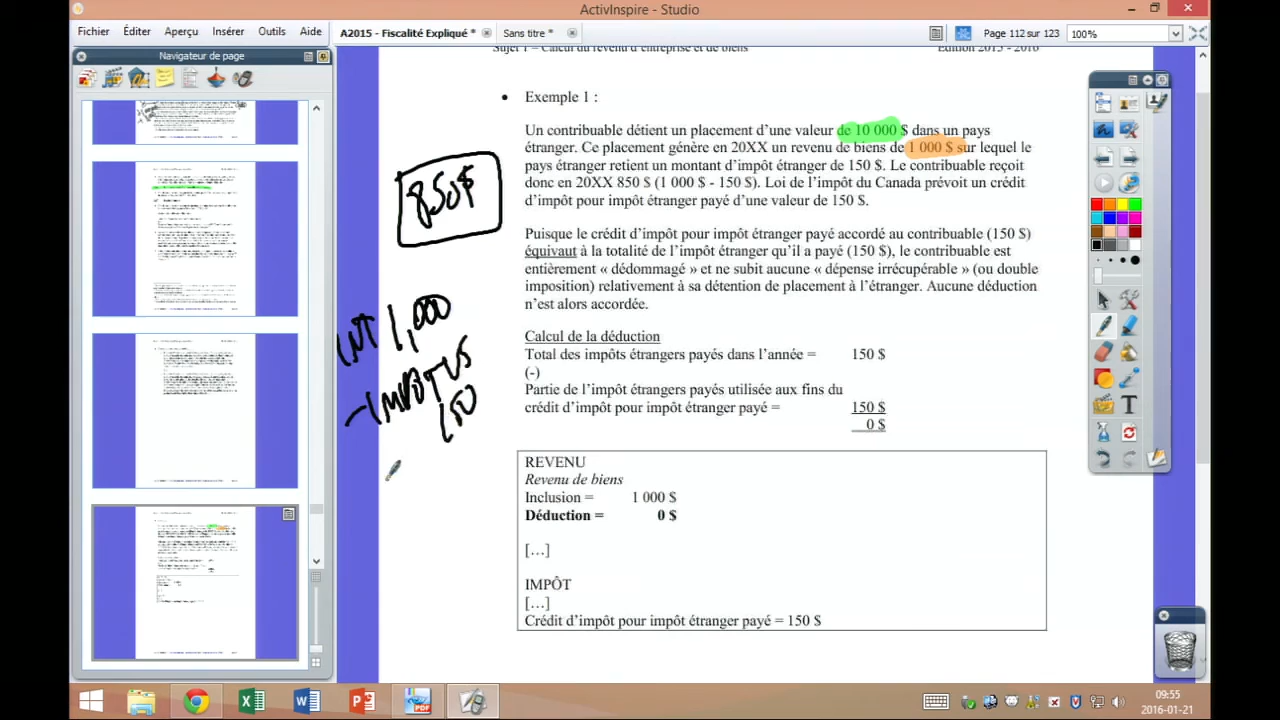 ActivInspire - Studio
Fichier Éditer Aperçu Insérer Outils Aide
A2015 - Fiscalité Expliqué *
Sans titre *
Page 112 sur 123
100%
Navigateur de page
Sujet 1 – Calcul du revenu d'entreprise et de biens
Édition 2015 - 2016
• Exemple 1 :
Un contribuable détient un placement d'une valeur de 10 000 $ dans un pays
étranger. Ce placement génère en 20XX un revenu de biens de 1 000 $ sur lequel le
pays étranger retient un montant d'impôt étranger de 150 $. Le contribuable reçoit
donc en 20XX 850 $ (1 000 $ - 150 $). Loi de l'impôt du Canada prévoit un crédit
d'impôt pour impôt étranger payé d'une valeur de 150 $.
Puisque le crédit d'impôt pour impôt étranger payé accordé au contribuable (150 $)
équivaut à la totalité de l'impôt étranger qu'il a payé (150 $), le contribuable est
entièrement « dédommagé » et ne subit aucune « dépense irrécupérable » (ou double
imposition) relativement à sa détention de placement à l'étranger. Aucune déduction
n'est alors accordée.
Calcul de la déduction
Total des impôts étrangers payés dans l'année = 150 $
(-)
Partie de l'impôt étrangers payés utilisée aux fins du
crédit d'impôt pour impôt étranger payé = 150 $
0 $
REVENU
Revenu de biens
Inclusion = 1 000 $
Déduction = 0 $
[…]
IMPÔT
[…]
Crédit d'impôt pour impôt étranger payé = 150 $
850$
INT 1,000
-IMPÔT US
150
09:55
2016-01-21